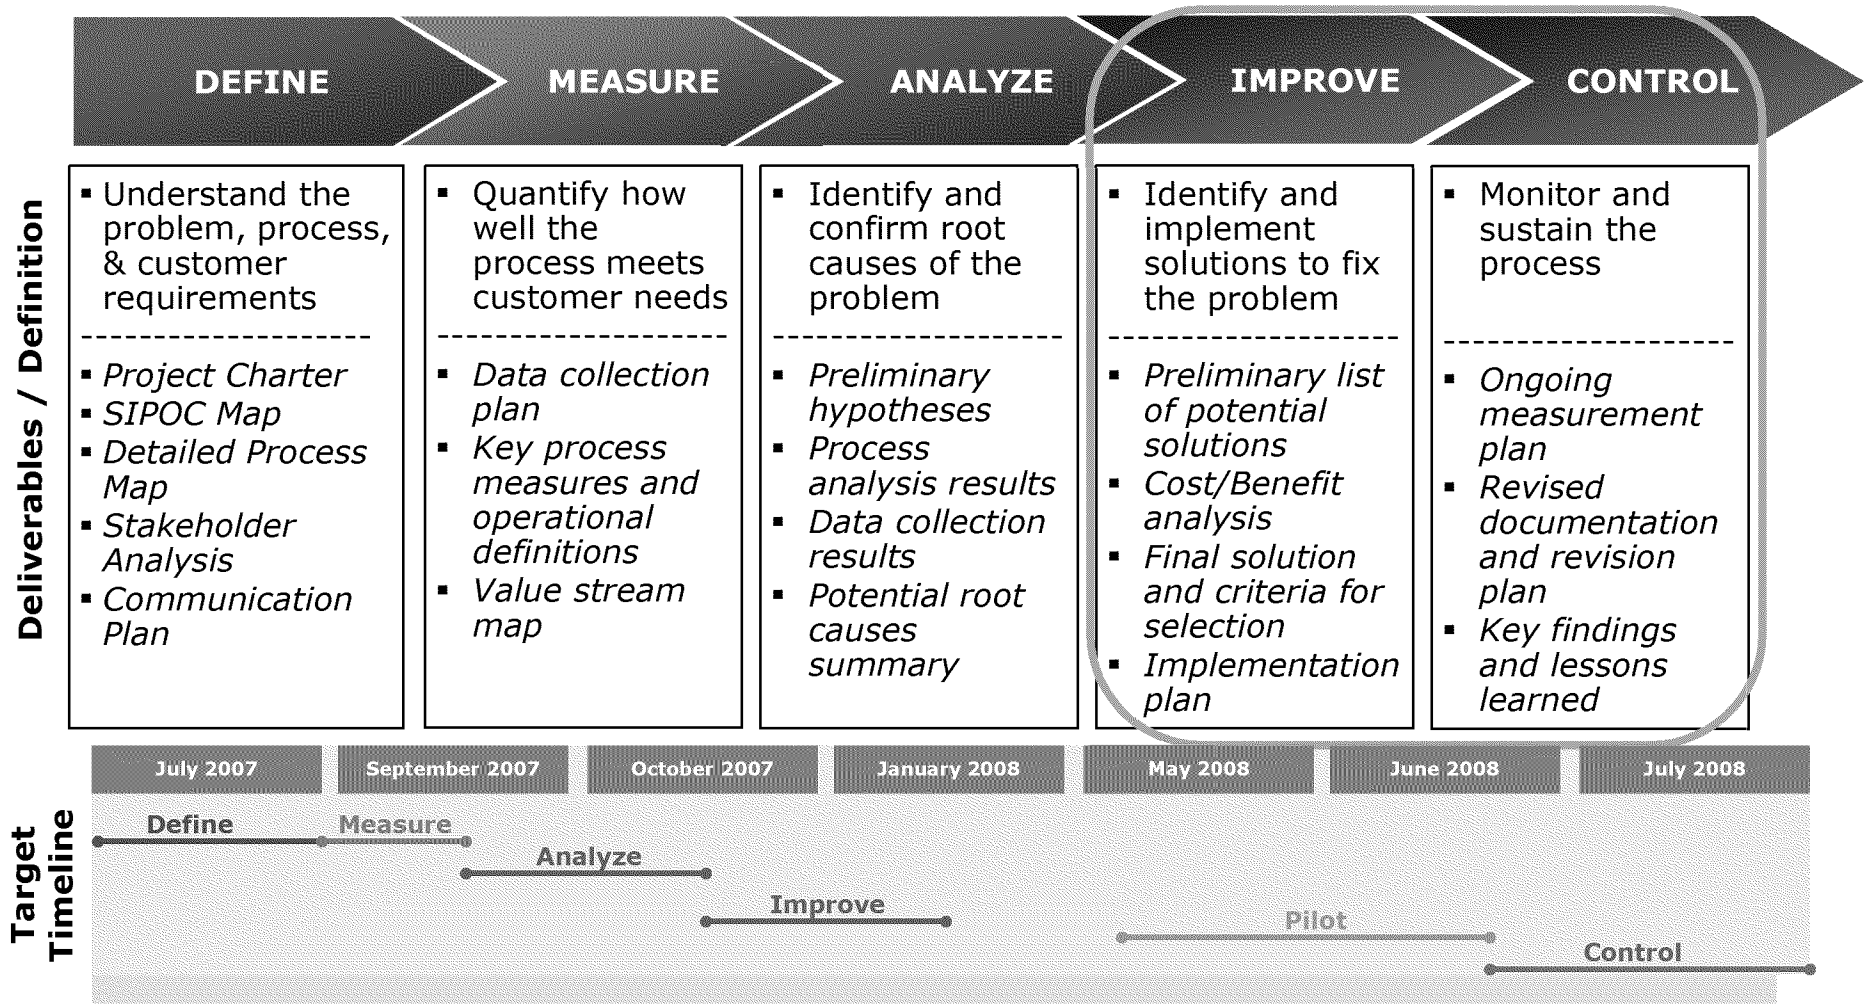 DEFINE
MEASURE
ANALYZE
IMPROVE
CONTROL
Deliverables / Definition
▪ Understand the
problem, process,
& customer
requirements
▪ Project Charter
▪ SIPOC Map
▪ Detailed Process
Map
▪ Stakeholder
Analysis
▪ Communication
Plan
▪ Quantify how
well the
process meets
customer needs
▪ Data collection
plan
▪ Key process
measures and
operational
definitions
▪ Value stream
map
▪ Identify and
confirm root
causes of the
problem
▪ Preliminary
hypotheses
▪ Process
analysis results
▪ Data collection
results
▪ Potential root
causes
summary
▪ Identify and
implement
solutions to fix
the problem
▪ Preliminary list
of potential
solutions
▪ Cost/Benefit
analysis
▪ Final solution
and criteria for
selection
▪ Implementation
plan
▪ Monitor and
sustain the
process
▪ Ongoing
measurement
plan
▪ Revised
documentation
and revision
plan
▪ Key findings
and lessons
learned
Target
Timeline
July 2007
September 2007
October 2007
January 2008
May 2008
June 2008
July 2008
Define
Measure
Analyze
Improve
Pilot
Control